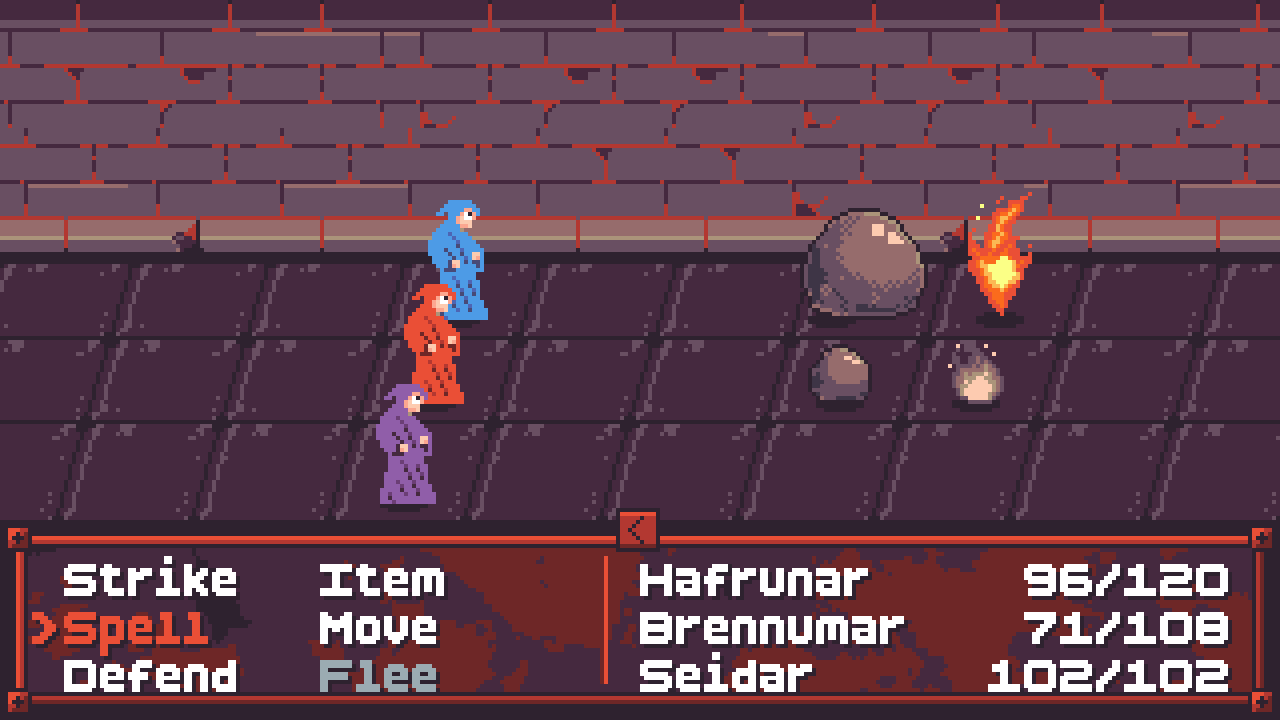 Strike Item
>Spell Move
Defend Flee
Hafrunar 96/120
Brennumar 71/108
Seidar 102/102